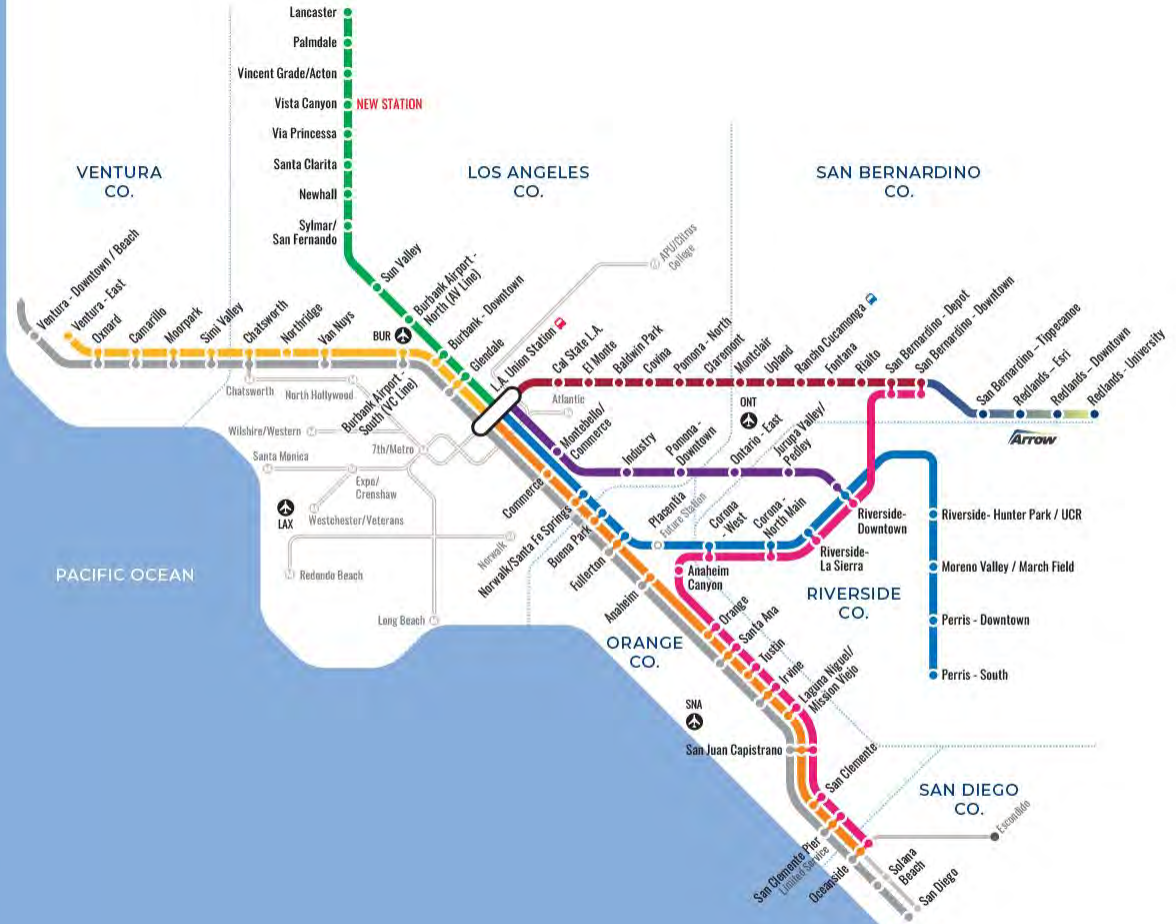 Lancaster
Palmdale
Vincent Grade/Acton
Vista Canyon
NEW STATION
Via Princessa
Santa Clarita
Newhall
Sylmar/
San Fernando
VENTURA
CO.
LOS ANGELES
CO.
SAN BERNARDINO
CO.
Ventura - Downtown / Beach
Ventura - East
Oxnard
Camarillo
Moorpark
Simi Valley
Chatsworth
Northridge
Van Nuys
BUR
Sun Valley
Burbank Airport -
North (AV Line)
Burbank - Downtown
Glendale
L.A. Union Station
APU/Citrus
College
Cal State L.A.
El Monte
Baldwin Park
Covina
Pomona - North
Claremont
Montclair
Upland
Rancho Cucamonga
Fontana
Rialto
San Bernardino - Depot
San Bernardino - Downtown
San Bernardino - Tippecanoe
Redlands - Esri
Redlands - Downtown
Redlands - University
Arrow
Chatsworth
North Hollywood
Burbank Airport -
South (VC Line)
Atlantic
Wilshire/Western
7th/Metro
Santa Monica
Expo/
Crenshaw
LAX
Westchester/Veterans
Redondo Beach
Norwalk
Long Beach
PACIFIC OCEAN
Montebello/
Commerce
Industry
Pomona -
Downtown
ONT
Ontario - East
Jurupa Valley/
Pedley
Commerce
Norwalk/Santa Fe Springs
Buena Park
Fullerton
Anaheim
Placentia
Future Station
Corona
- West
Corona -
North Main
Riverside-
Downtown
Riverside-
La Sierra
Anaheim
Canyon
Riverside- Hunter Park / UCR
Moreno Valley / March Field
Perris - Downtown
Perris - South
RIVERSIDE
CO.
ORANGE
CO.
Orange
Santa Ana
Tustin
Irvine
Laguna Niguel/
Mission Viejo
SNA
San Juan Capistrano
San Clemente
SAN DIEGO
CO.
Escondido
San Clemente Pier
Limited Service
Oceanside
Solana
Beach
San Diego